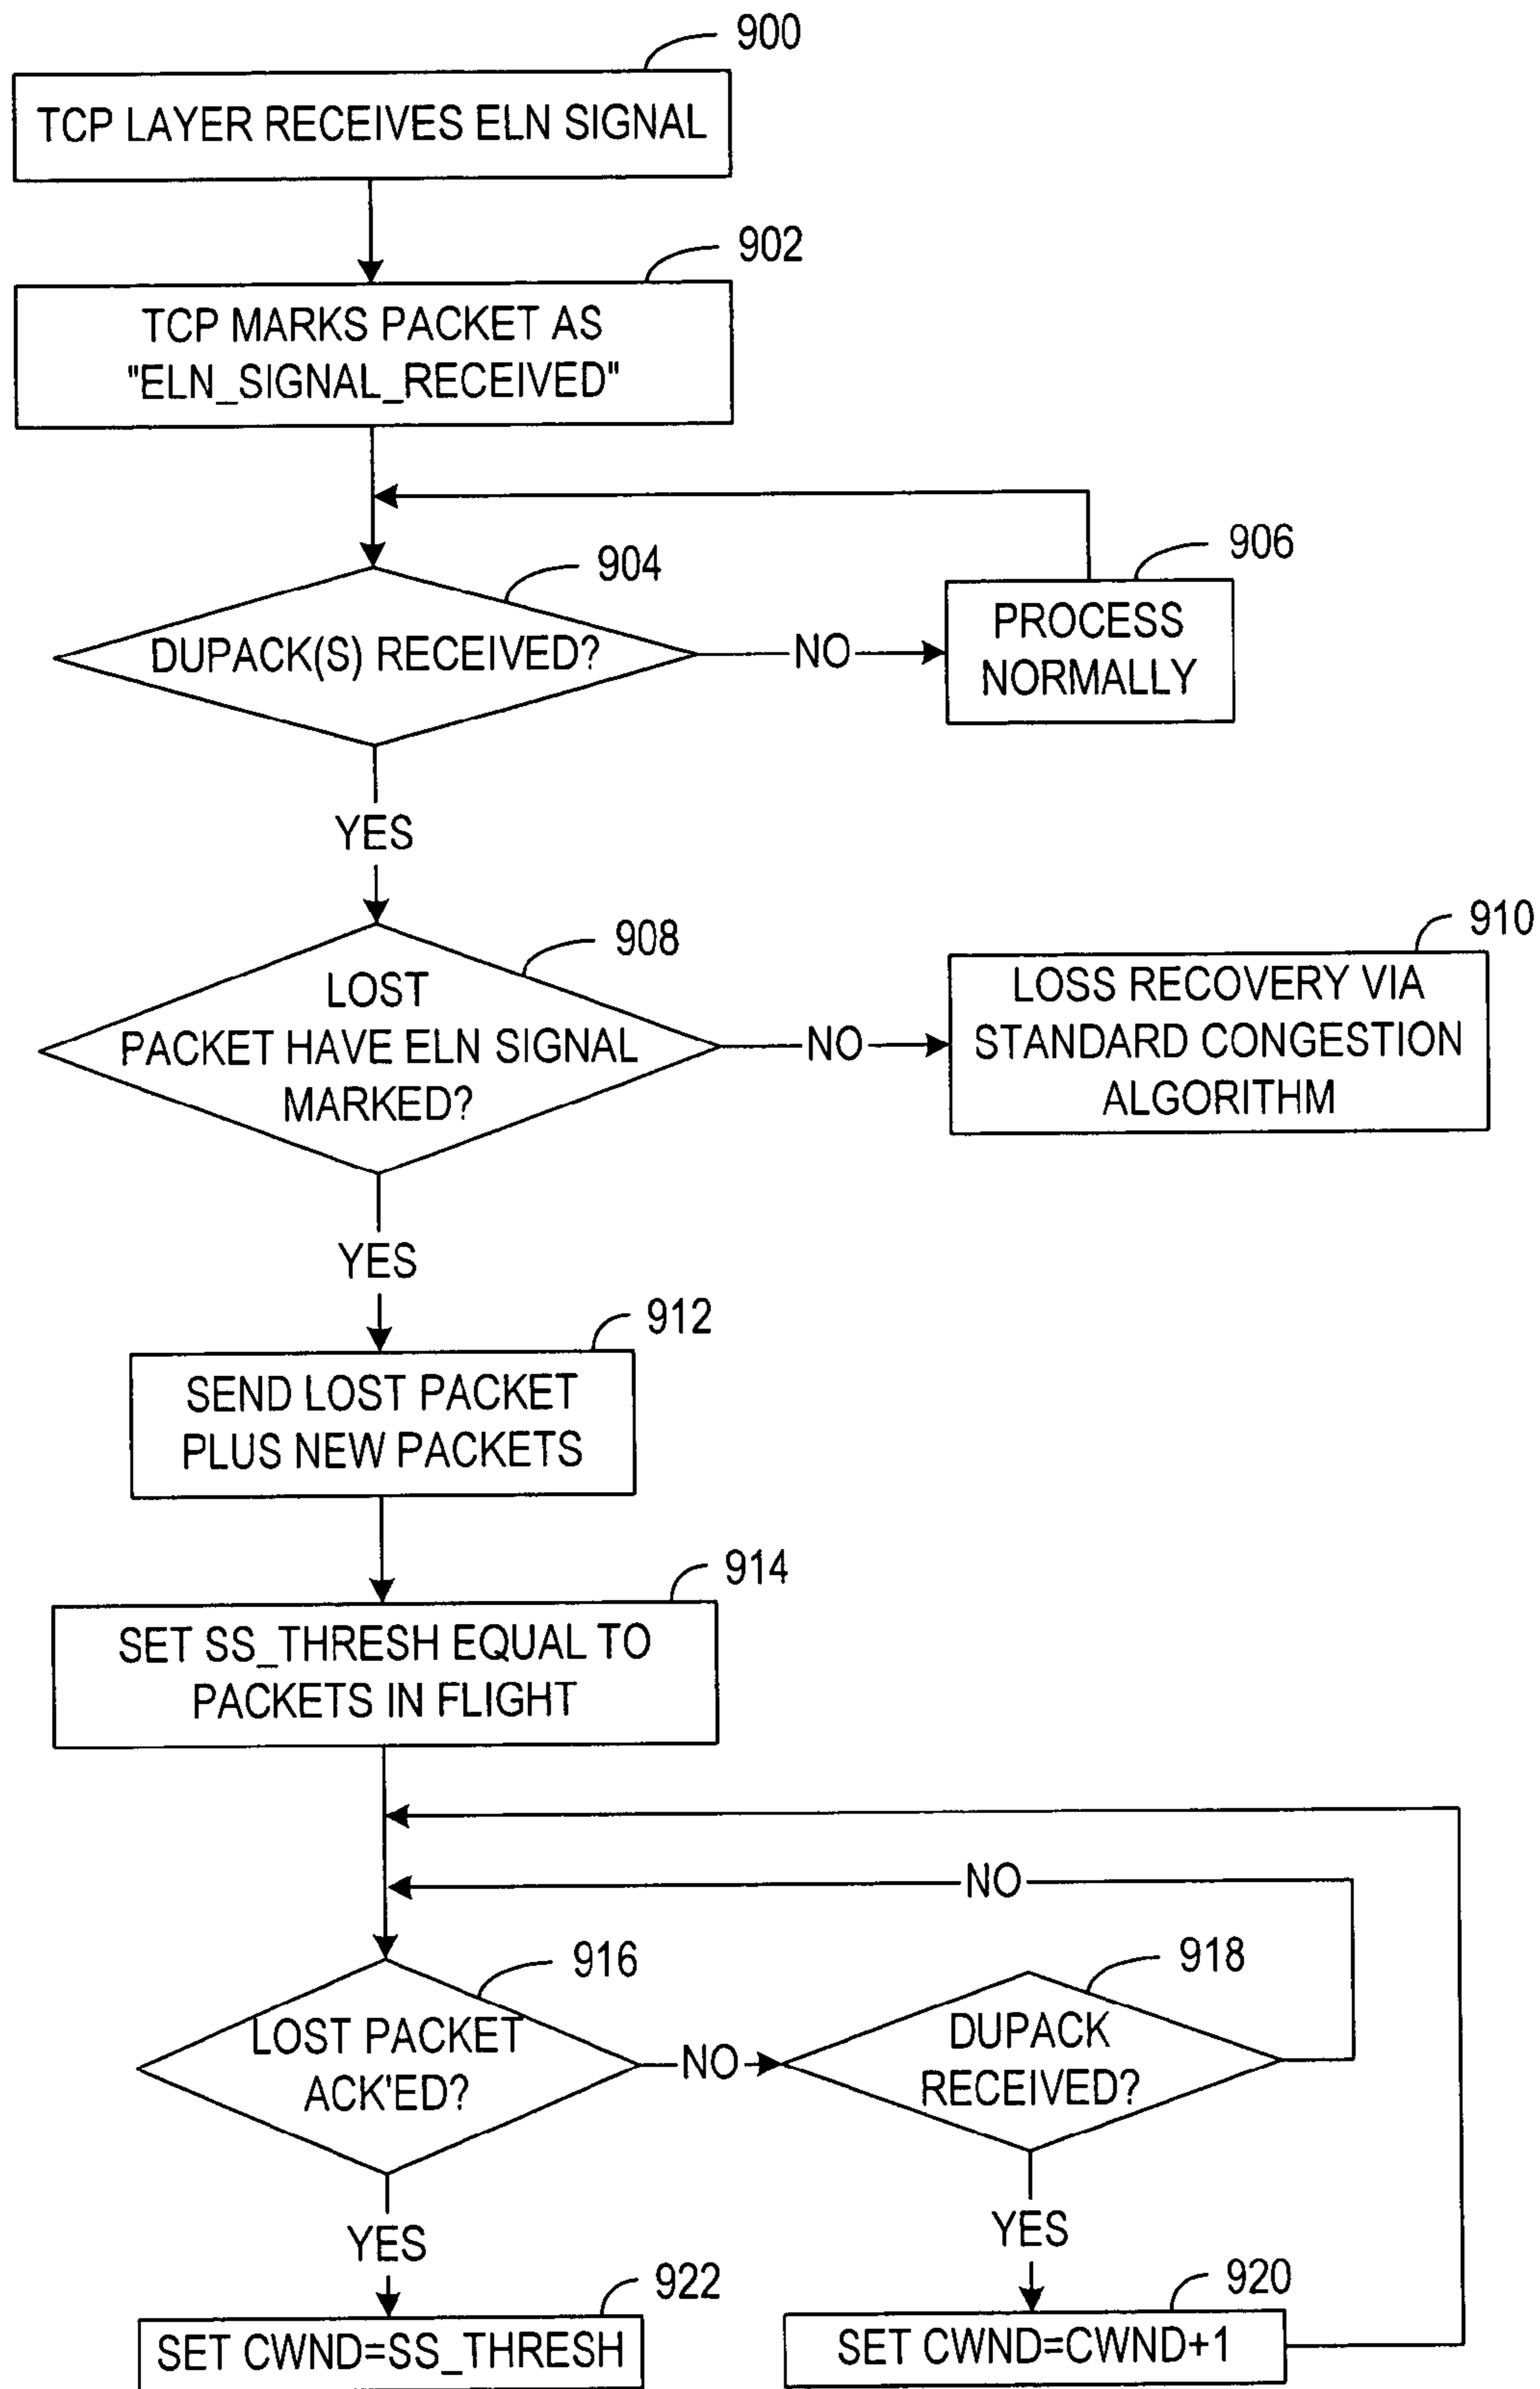 900
TCP LAYER RECEIVES ELN SIGNAL
902
TCP MARKS PACKET AS
"ELN_SIGNAL_RECEIVED"
904
DUPACK(S) RECEIVED?
NO
906
PROCESS
NORMALLY
YES
908
LOST
PACKET HAVE ELN SIGNAL
MARKED?
NO
910
LOSS RECOVERY VIA
STANDARD CONGESTION
ALGORITHM
YES
912
SEND LOST PACKET
PLUS NEW PACKETS
914
SET SS_THRESH EQUAL TO
PACKETS IN FLIGHT
NO
916
LOST PACKET
ACK'ED?
NO
918
DUPACK
RECEIVED?
YES
YES
922
SET CWND=SS_THRESH
920
SET CWND=CWND+1